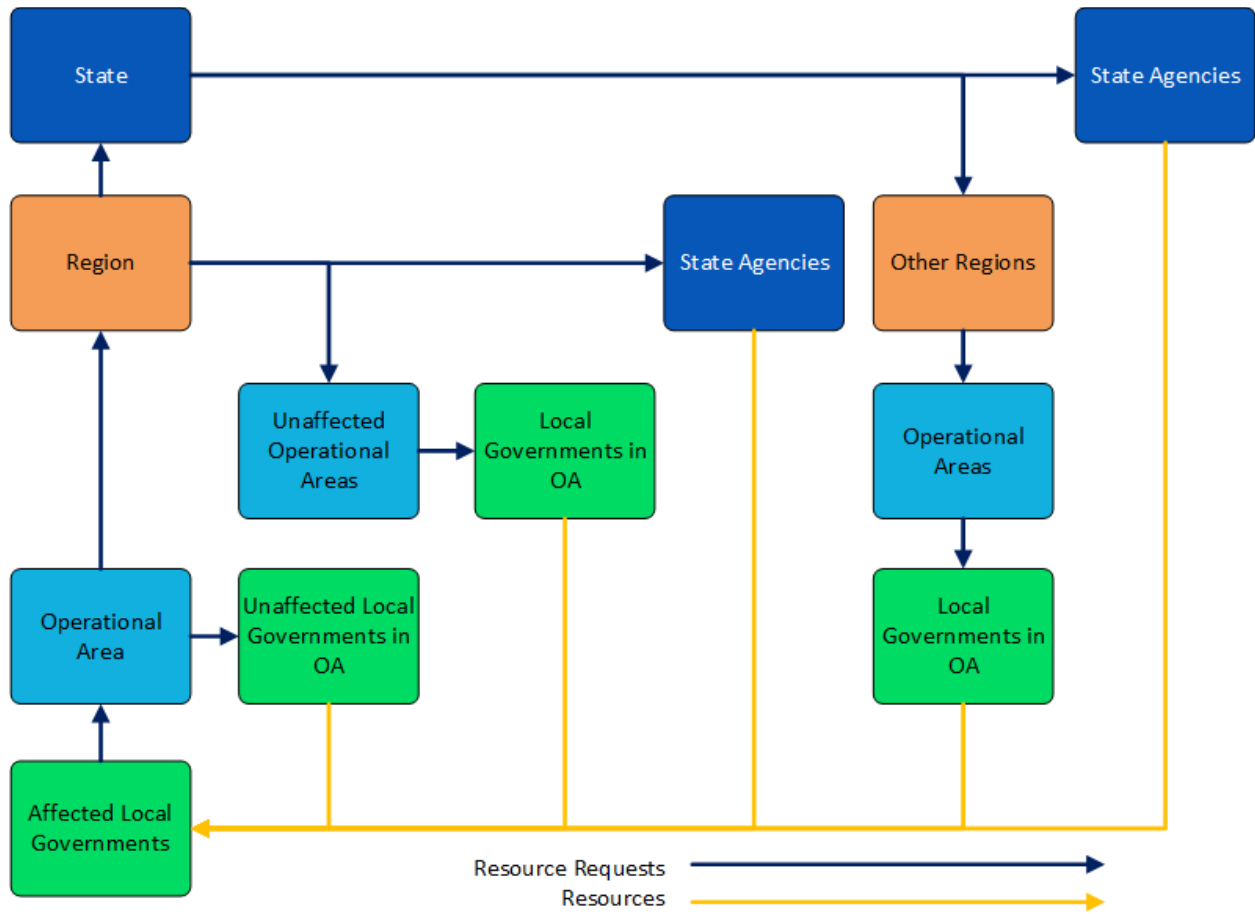 State
State Agencies
Region
State Agencies
Other Regions
Unaffected
Operational
Areas
Local
Governments in
OA
Operational
Areas
Operational
Area
Unaffected Local
Governments in
OA
Local
Governments in
OA
Affected Local
Governments
Resource Requests
Resources